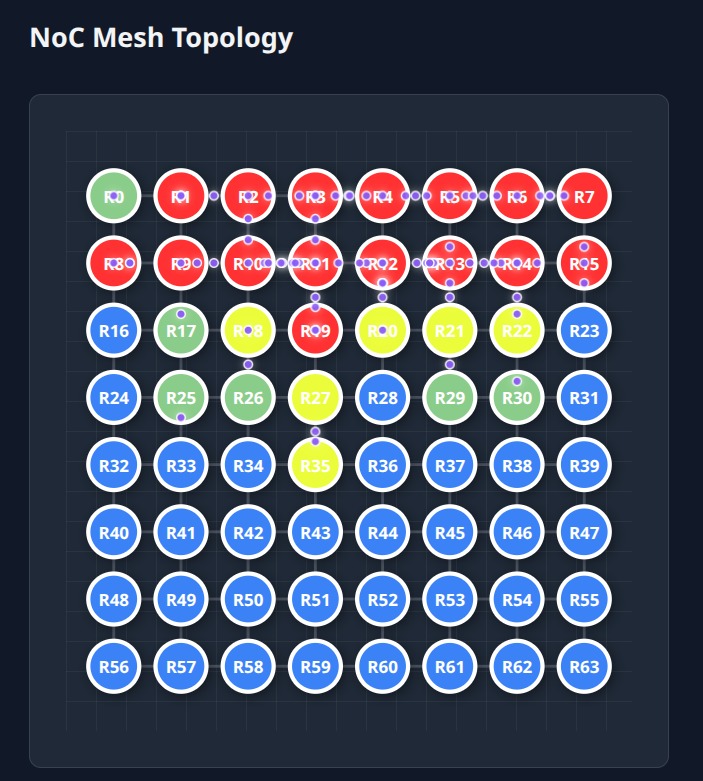 NoC Mesh Topology
R0 R1 R2 R3 R4 R5 R6 R7
R8 R9 R10 R11 R12 R13 R14 R15
R16 R17 R18 R19 R20 R21 R22 R23
R24 R25 R26 R27 R28 R29 R30 R31
R32 R33 R34 R35 R36 R37 R38 R39
R40 R41 R42 R43 R44 R45 R46 R47
R48 R49 R50 R51 R52 R53 R54 R55
R56 R57 R58 R59 R60 R61 R62 R63